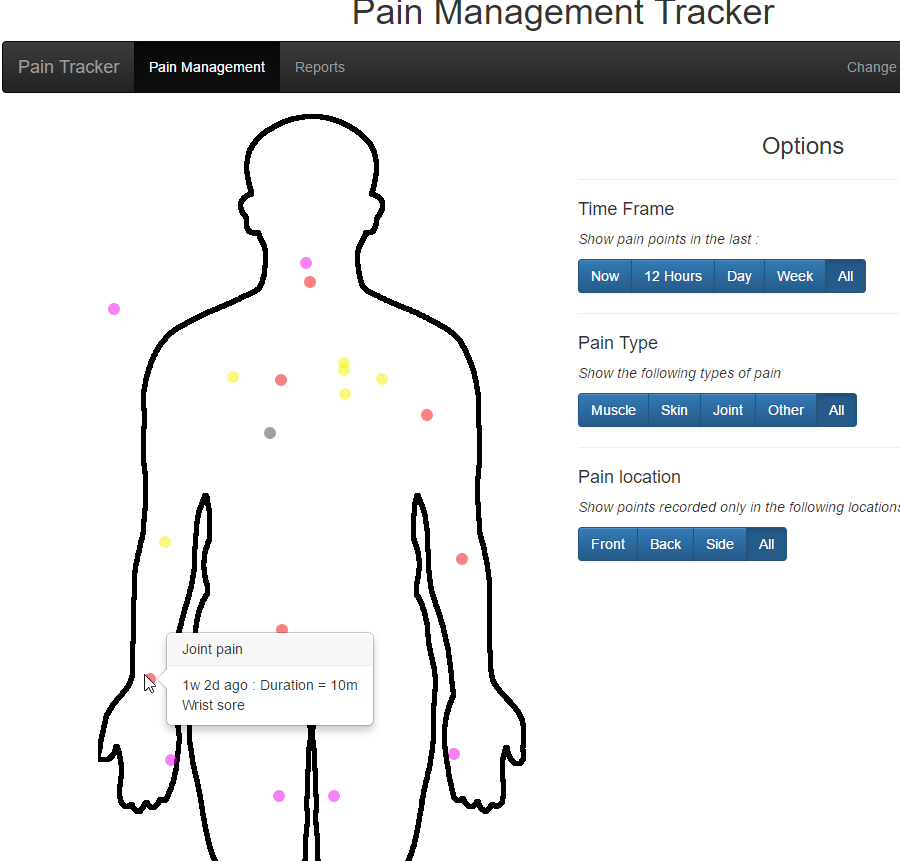 Pain Management Tracker
Pain Tracker Pain Management Reports Change
Options
Time Frame
Show pain points in the last :
Now 12 Hours Day Week All
Pain Type
Show the following types of pain
Muscle Skin Joint Other All
Pain location
Show points recorded only in the following locations
Front Back Side All
Joint pain
1w 2d ago : Duration = 10m
Wrist sore